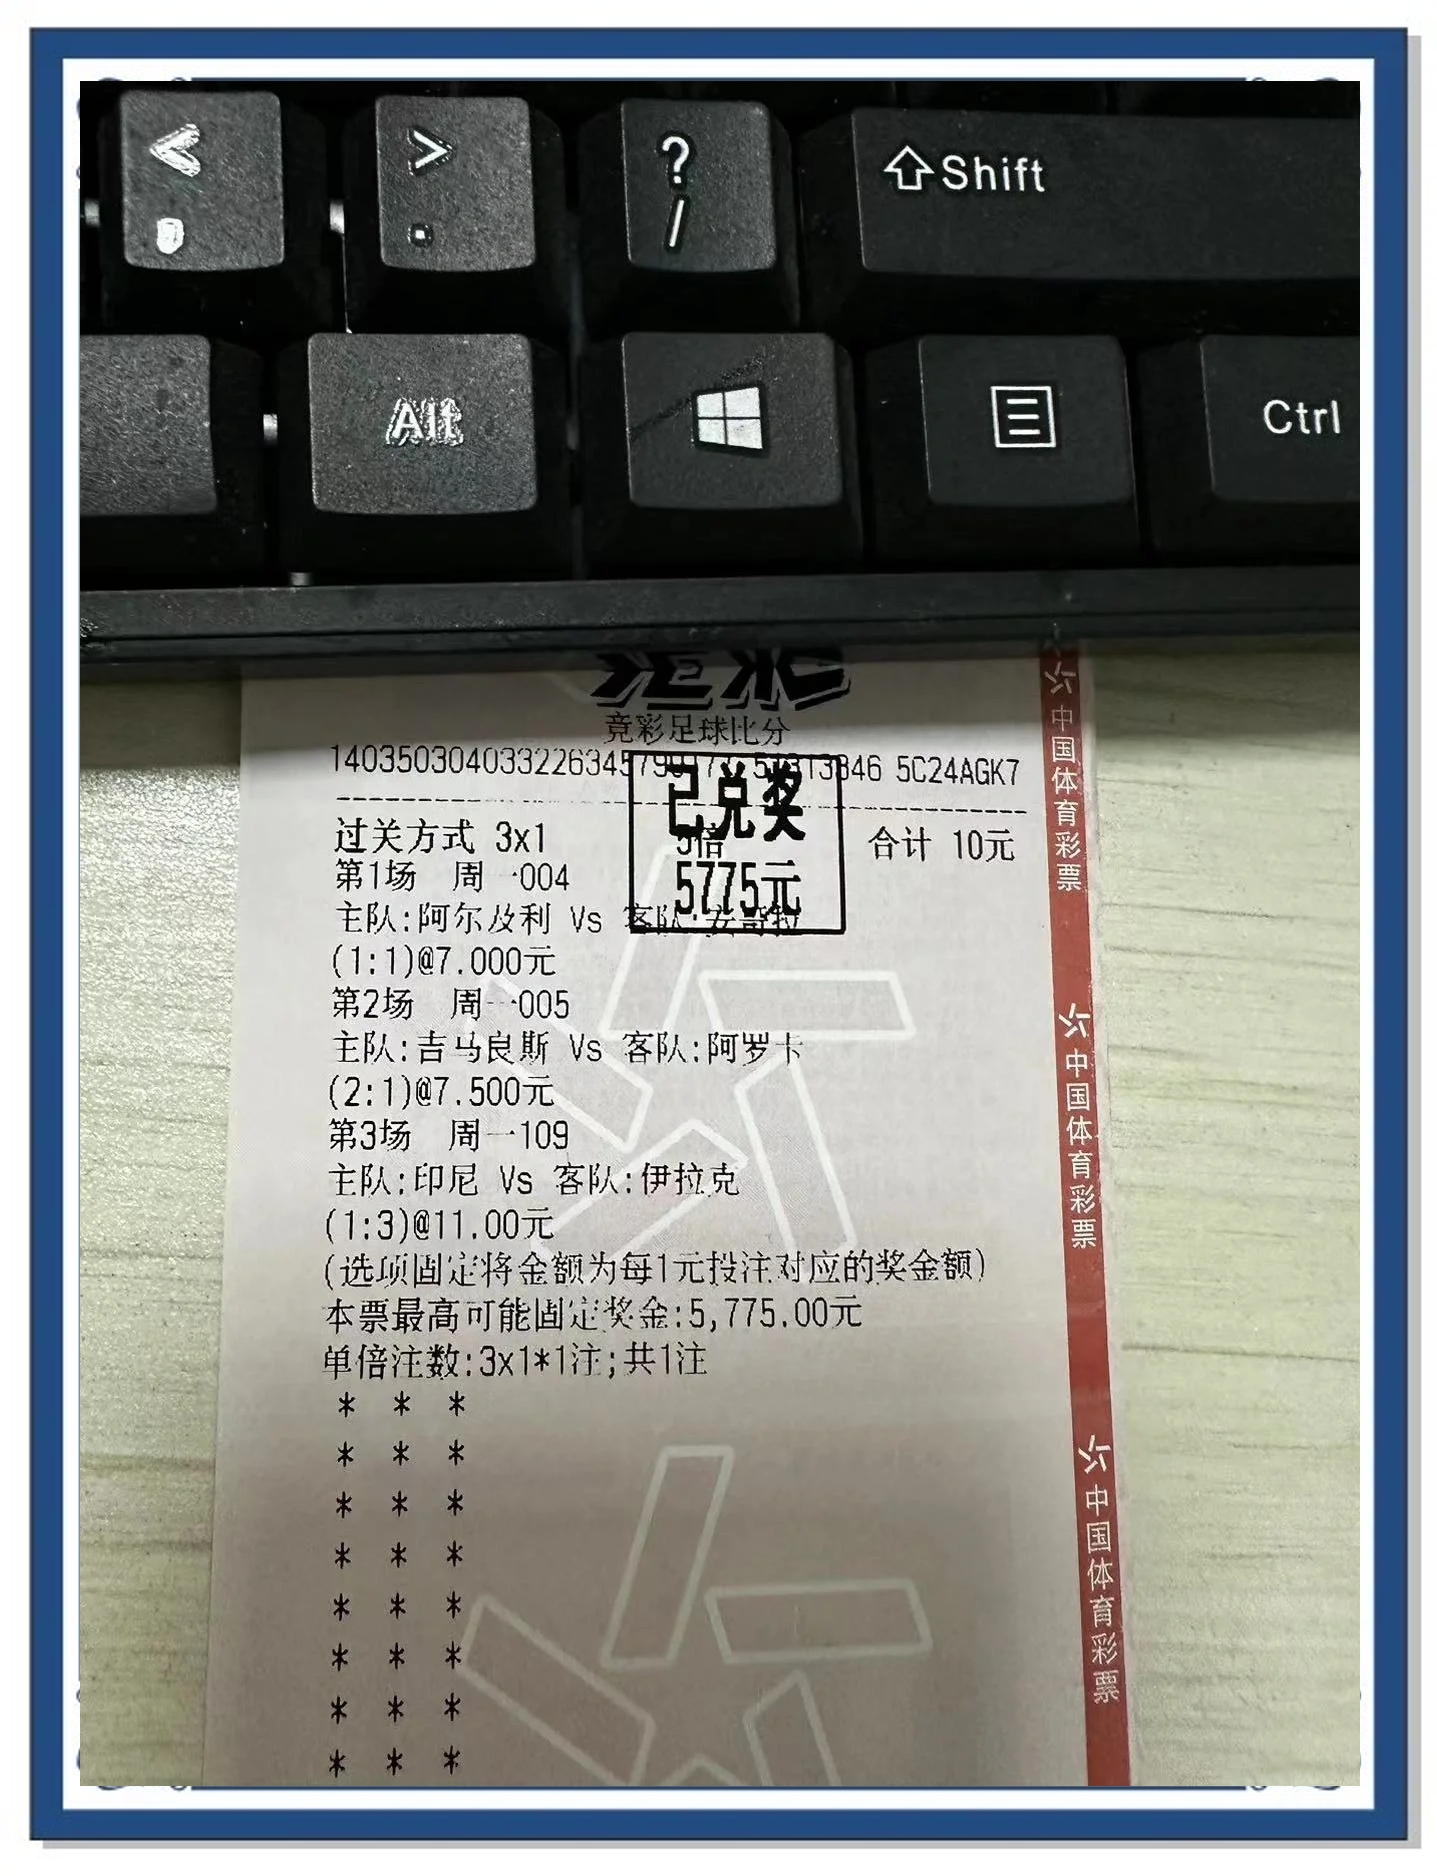 <
,
>
.
?
/
Shift
Alt
Ctrl
竞彩足球比分
5C24AGK7
已兑奖
5775元
过关方式 3x1 5倍 合计 10元
第1场 周一004
主队:阿尔及利 Vs 客队:安哥拉
(1:1)@7.000元
第2场 周一005
主队:吉马良斯 Vs 客队:阿罗卡
(2:1)@7.500元
第3场 周一109
主队:印尼 Vs 客队:伊拉克
(1:3)@11.00元
(选项固定将金额为每1元投注对应的奖金额)
本票最高可能固定奖金:5,775.00元
单倍注数:3x1*1注;共1注
* * *
* * *
* * *
* * *
* * *
* * *
* * *
* * *
中国体育彩票
中国体育彩票
中国体育彩票